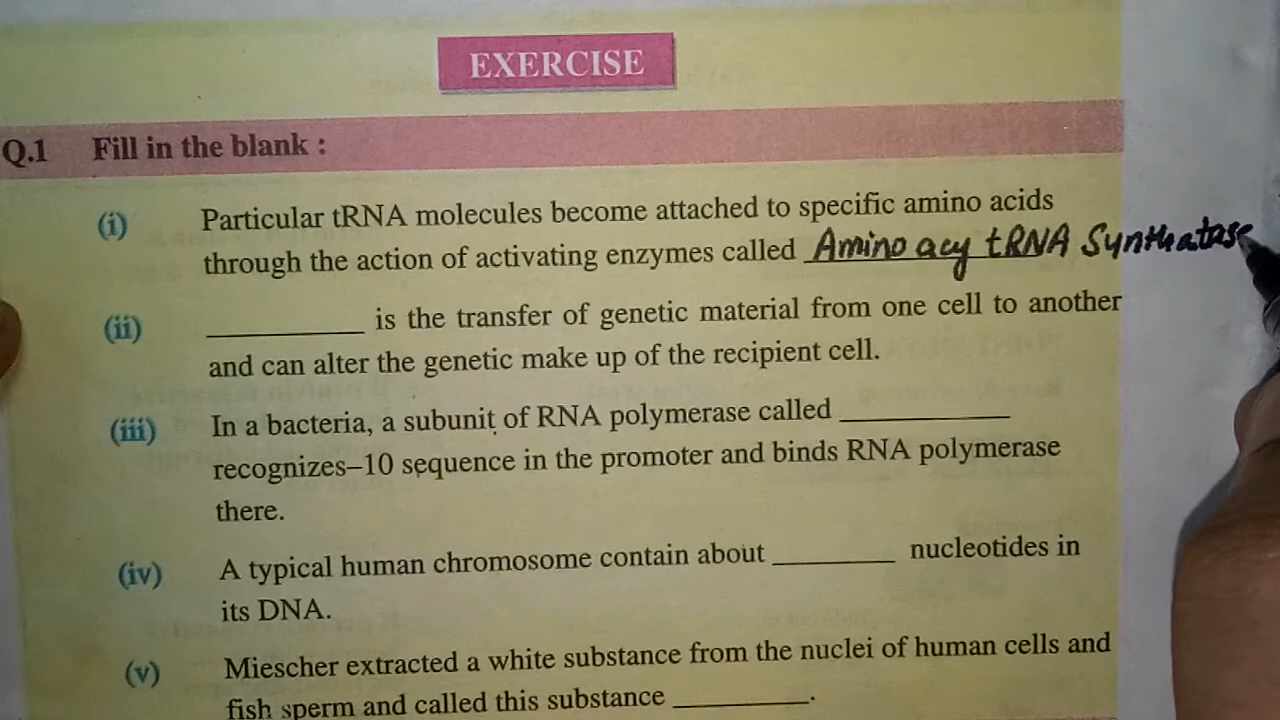 EXERCISE
Q.1 Fill in the blank :
(i) Particular tRNA molecules become attached to specific amino acids
through the action of activating enzymes called Amino acy tRNA Synthatase
(ii) __________ is the transfer of genetic material from one cell to another
and can alter the genetic make up of the recipient cell.
(iii) In a bacteria, a subunit of RNA polymerase called __________
recognizes–10 sequence in the promoter and binds RNA polymerase
there.
(iv) A typical human chromosome contain about ________ nucleotides in
its DNA.
(v) Miescher extracted a white substance from the nuclei of human cells and
fish sperm and called this substance ________.